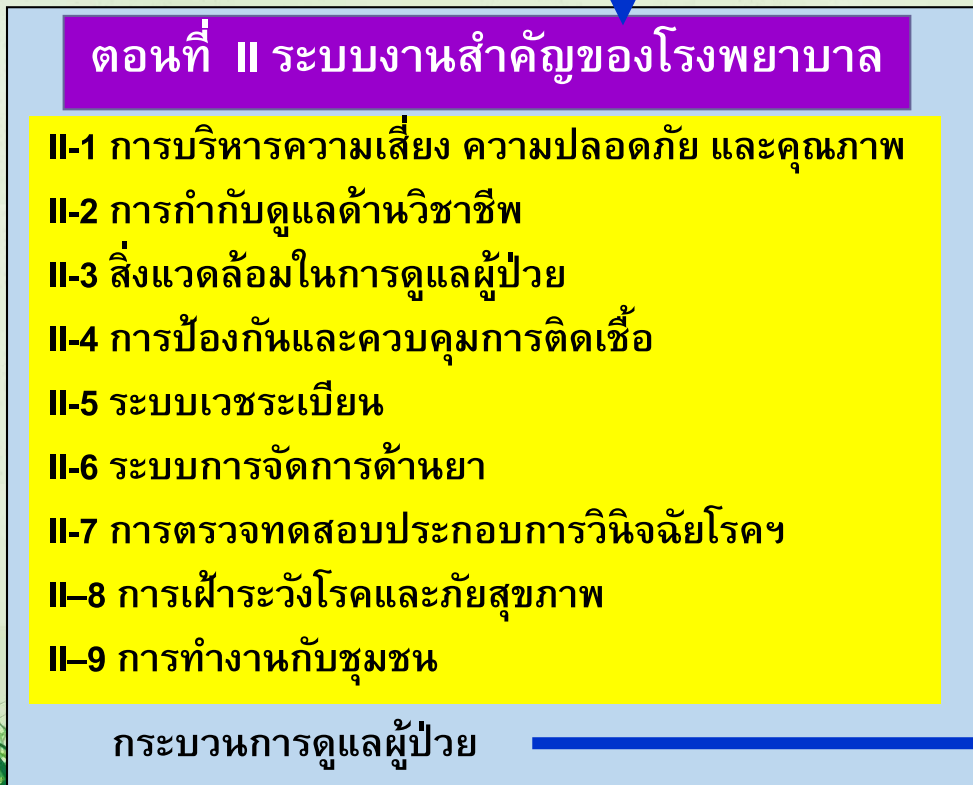 ตอนที่ II ระบบงานสำคัญของโรงพยาบาล
II-1 การบริหารความเสี่ยง ความปลอดภัย และคุณภาพ
II-2 การกำกับดูแลด้านวิชาชีพ
II-3 สิ่งแวดล้อมในการดูแลผู้ป่วย
II-4 การป้องกันและควบคุมการติดเชื้อ
II-5 ระบบเวชระเบียน
II-6 ระบบการจัดการด้านยา
II-7 การตรวจทดสอบประกอบการวินิจฉัยโรคฯ
II–8 การเฝ้าระวังโรคและภัยสุขภาพ
II–9 การทำงานกับชุมชน
กระบวนการดูแลผู้ป่วย